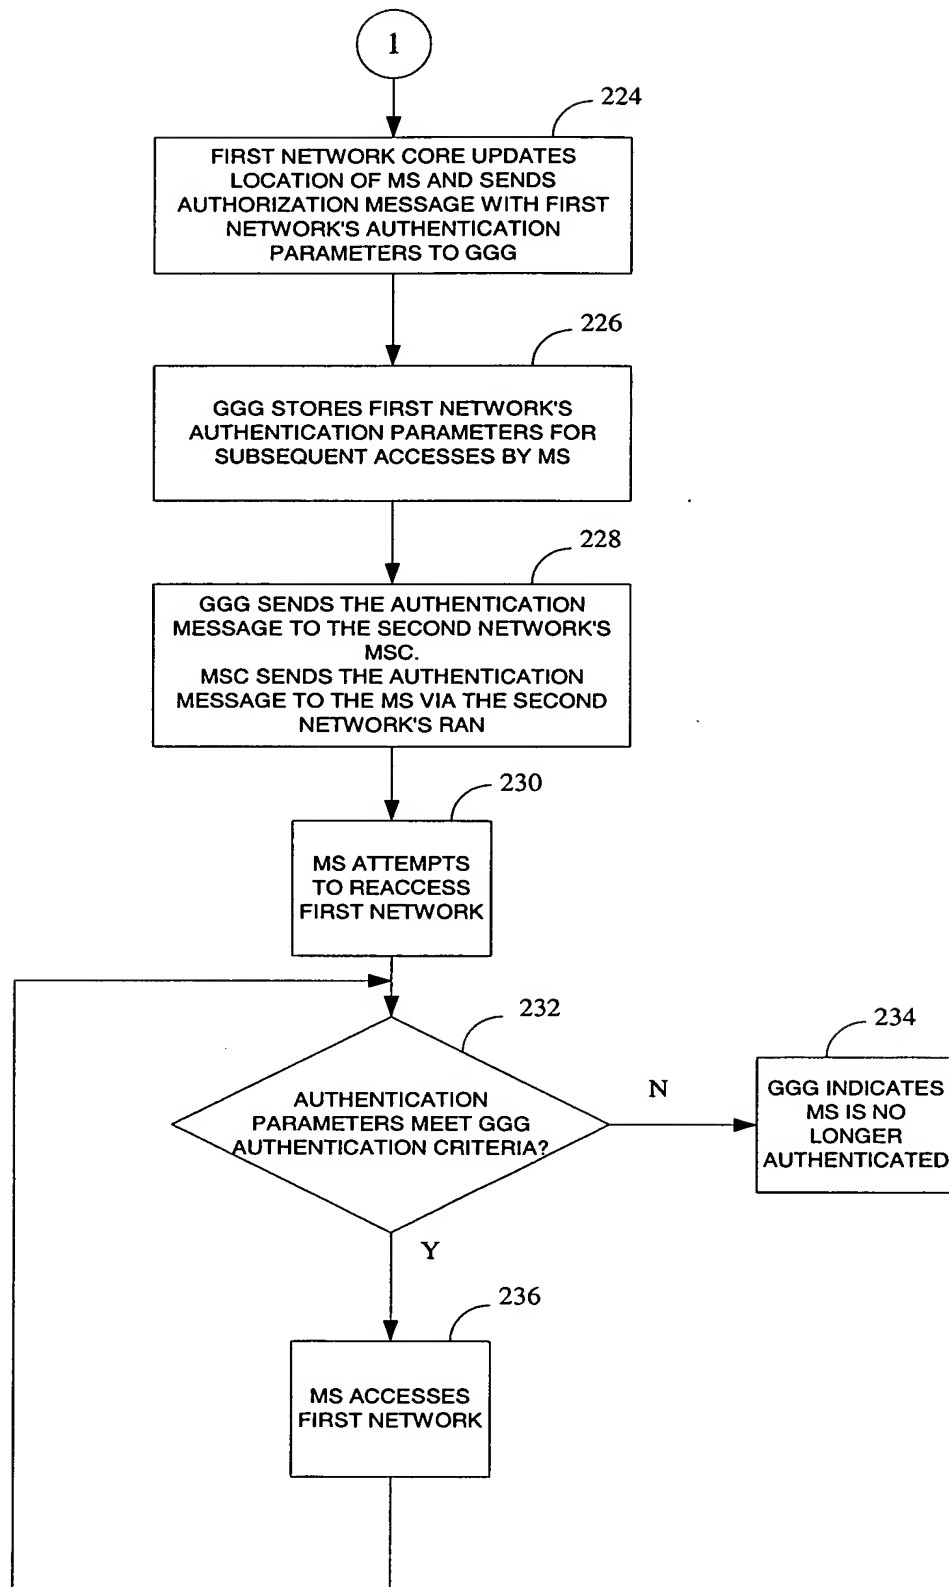 1
224
FIRST NETWORK CORE UPDATES
LOCATION OF MS AND SENDS
AUTHORIZATION MESSAGE WITH FIRST
NETWORK'S AUTHENTICATION
PARAMETERS TO GGG
226
GGG STORES FIRST NETWORK'S
AUTHENTICATION PARAMETERS FOR
SUBSEQUENT ACCESSES BY MS
228
GGG SENDS THE AUTHENTICATION
MESSAGE TO THE SECOND NETWORK'S
MSC.
MSC SENDS THE AUTHENTICATION
MESSAGE TO THE MS VIA THE SECOND
NETWORK'S RAN
230
MS ATTEMPTS
TO REACCESS
FIRST NETWORK
232
AUTHENTICATION
PARAMETERS MEET GGG
AUTHENTICATION CRITERIA?
N
234
GGG INDICATES
MS IS NO
LONGER
AUTHENTICATED
Y
236
MS ACCESSES
FIRST NETWORK